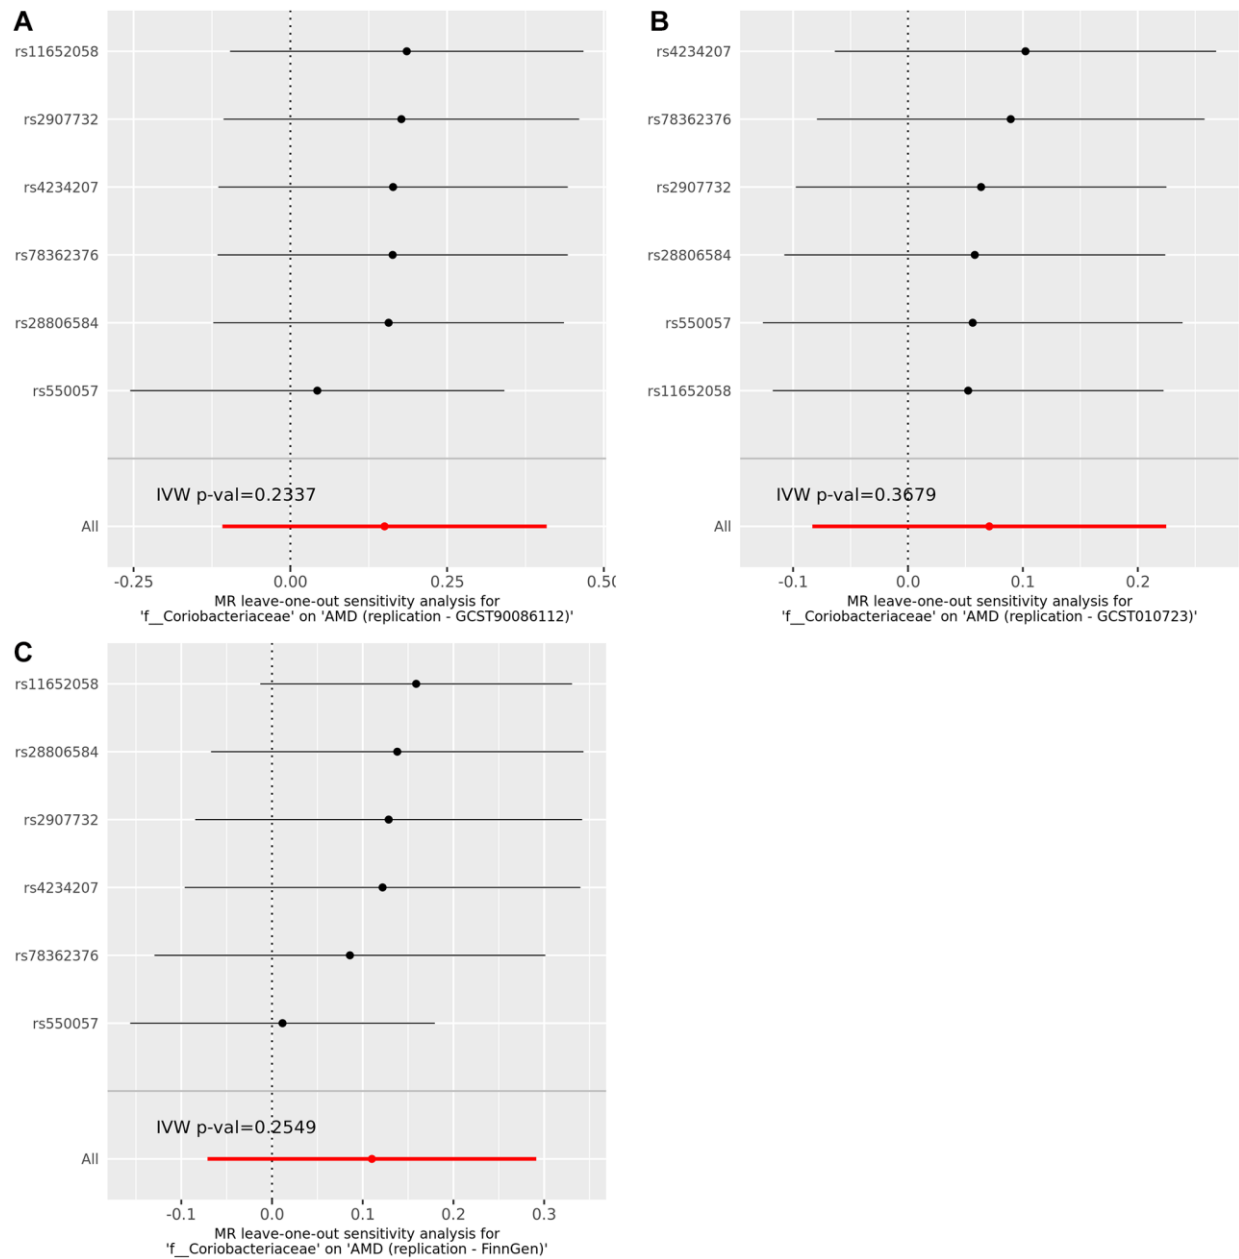 A
rs11652058
rs2907732
rs4234207
rs78362376
rs28806584
rs550057
IVW p-val=0.2337
All
-0.25 0.00 0.25 0.50
MR leave-one-out sensitivity analysis for
'f__Coriobacteriaceae' on 'AMD (replication - GCST90086112)'
B
rs4234207
rs78362376
rs2907732
rs28806584
rs550057
rs11652058
IVW p-val=0.3679
All
-0.1 0.0 0.1 0.2
MR leave-one-out sensitivity analysis for
'f__Coriobacteriaceae' on 'AMD (replication - GCST010723)'
C
rs11652058
rs28806584
rs2907732
rs4234207
rs78362376
rs550057
IVW p-val=0.2549
All
-0.1 0.0 0.1 0.2 0.3
MR leave-one-out sensitivity analysis for
'f__Coriobacteriaceae' on 'AMD (replication - FinnGen)'